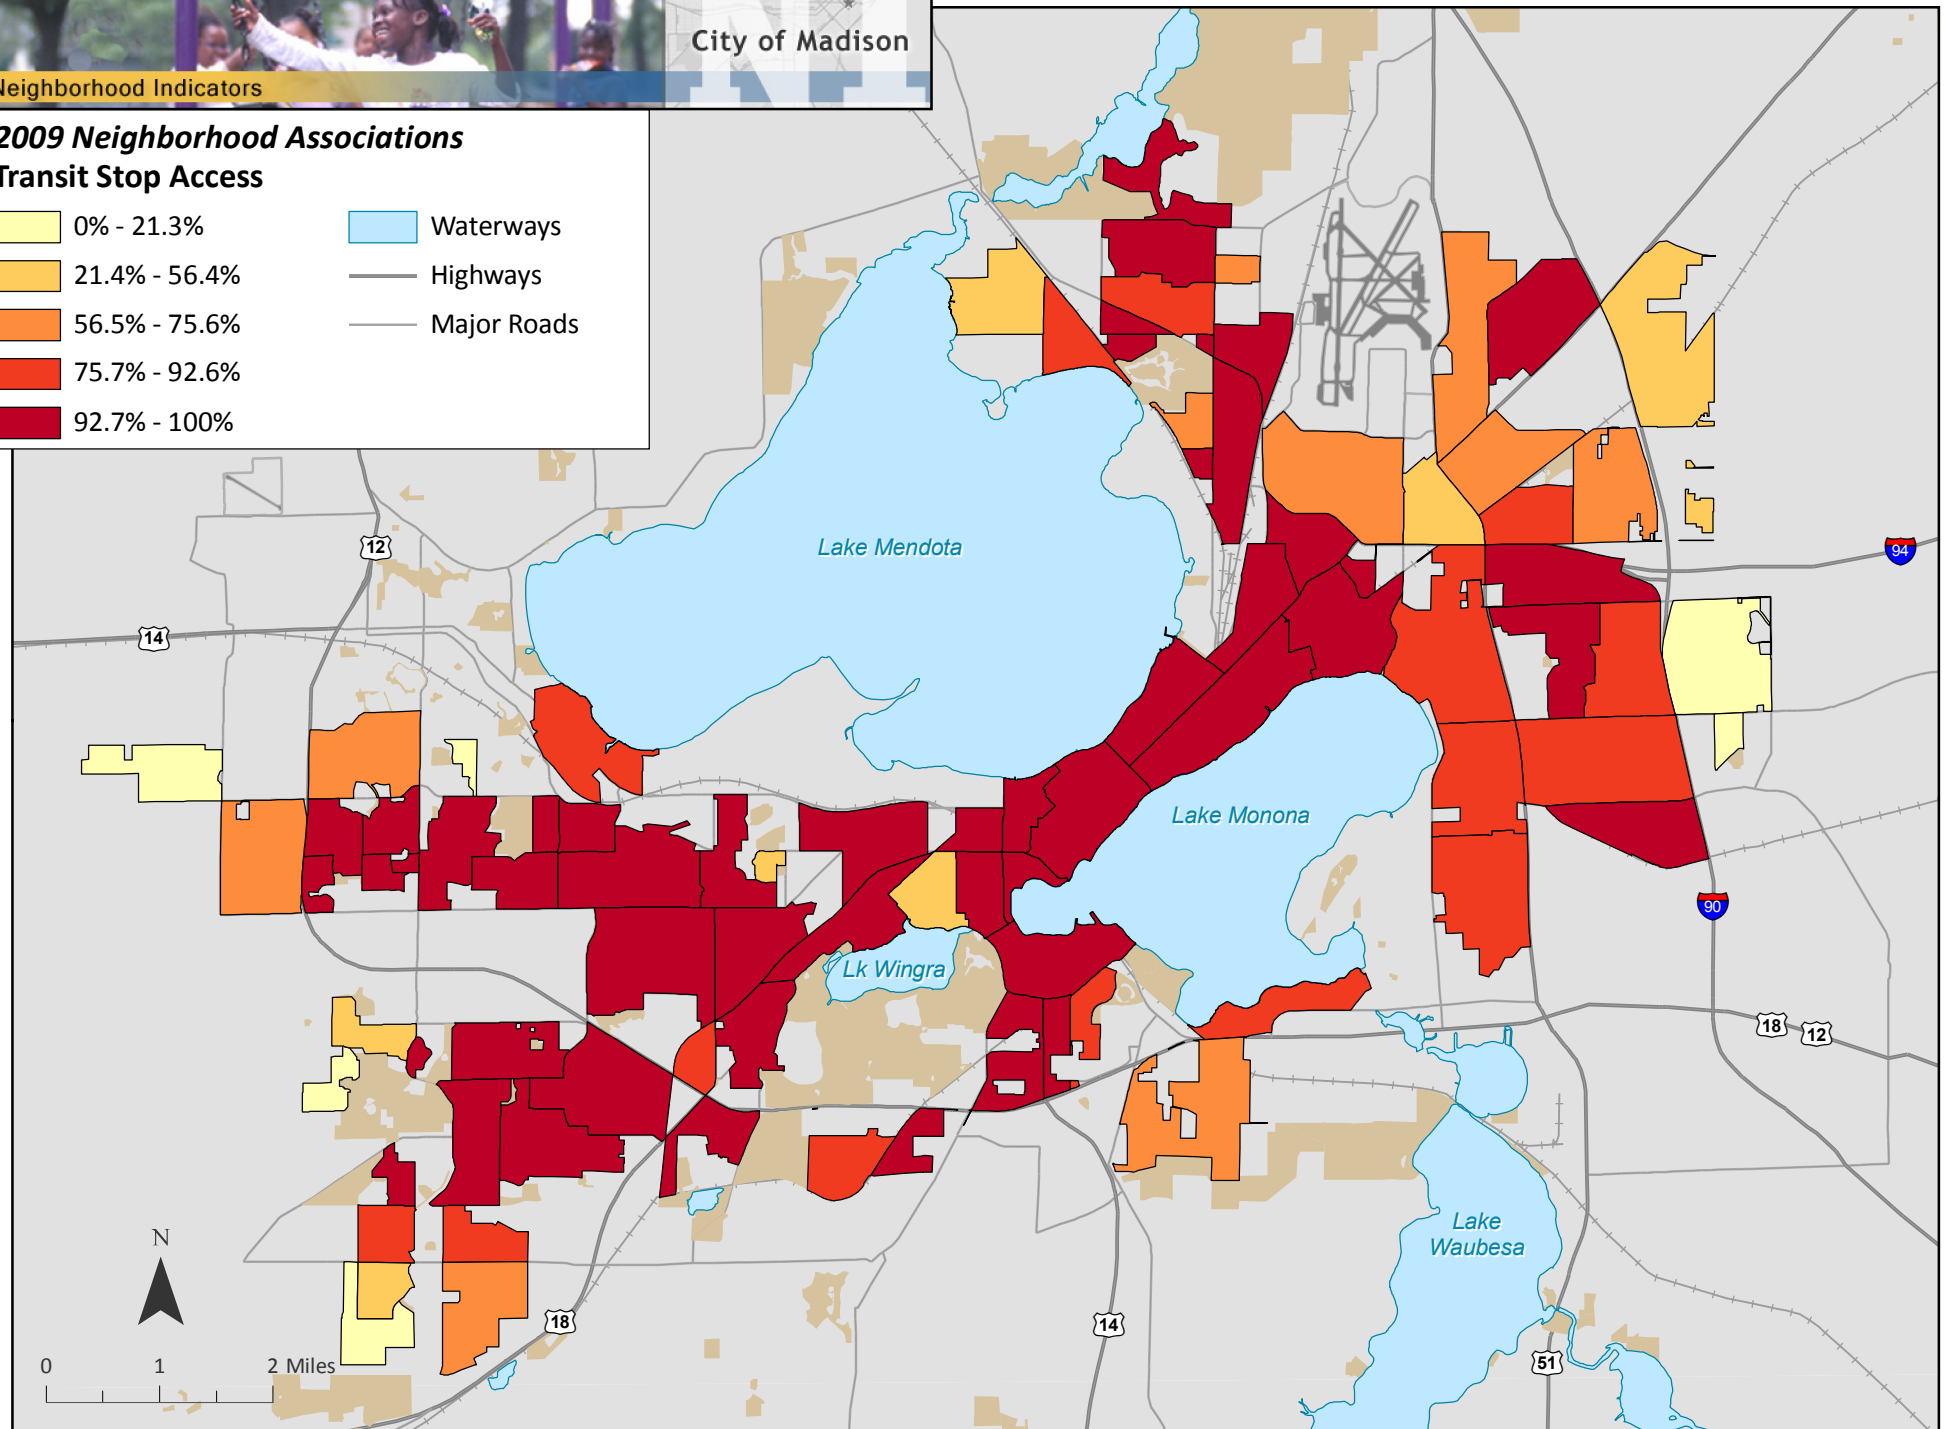 City of Madison
Neighborhood Indicators
2009 Neighborhood Associations
Transit Stop Access
0% - 21.3%
21.4% - 56.4%
56.5% - 75.6%
75.7% - 92.6%
92.7% - 100%
Waterways
Highways
Major Roads
12
Lake Mendota
94
14
Lake Monona
90
Lk Wingra
18
12
Lake
Waubesa
N
18
14
51
0 1 2 Miles